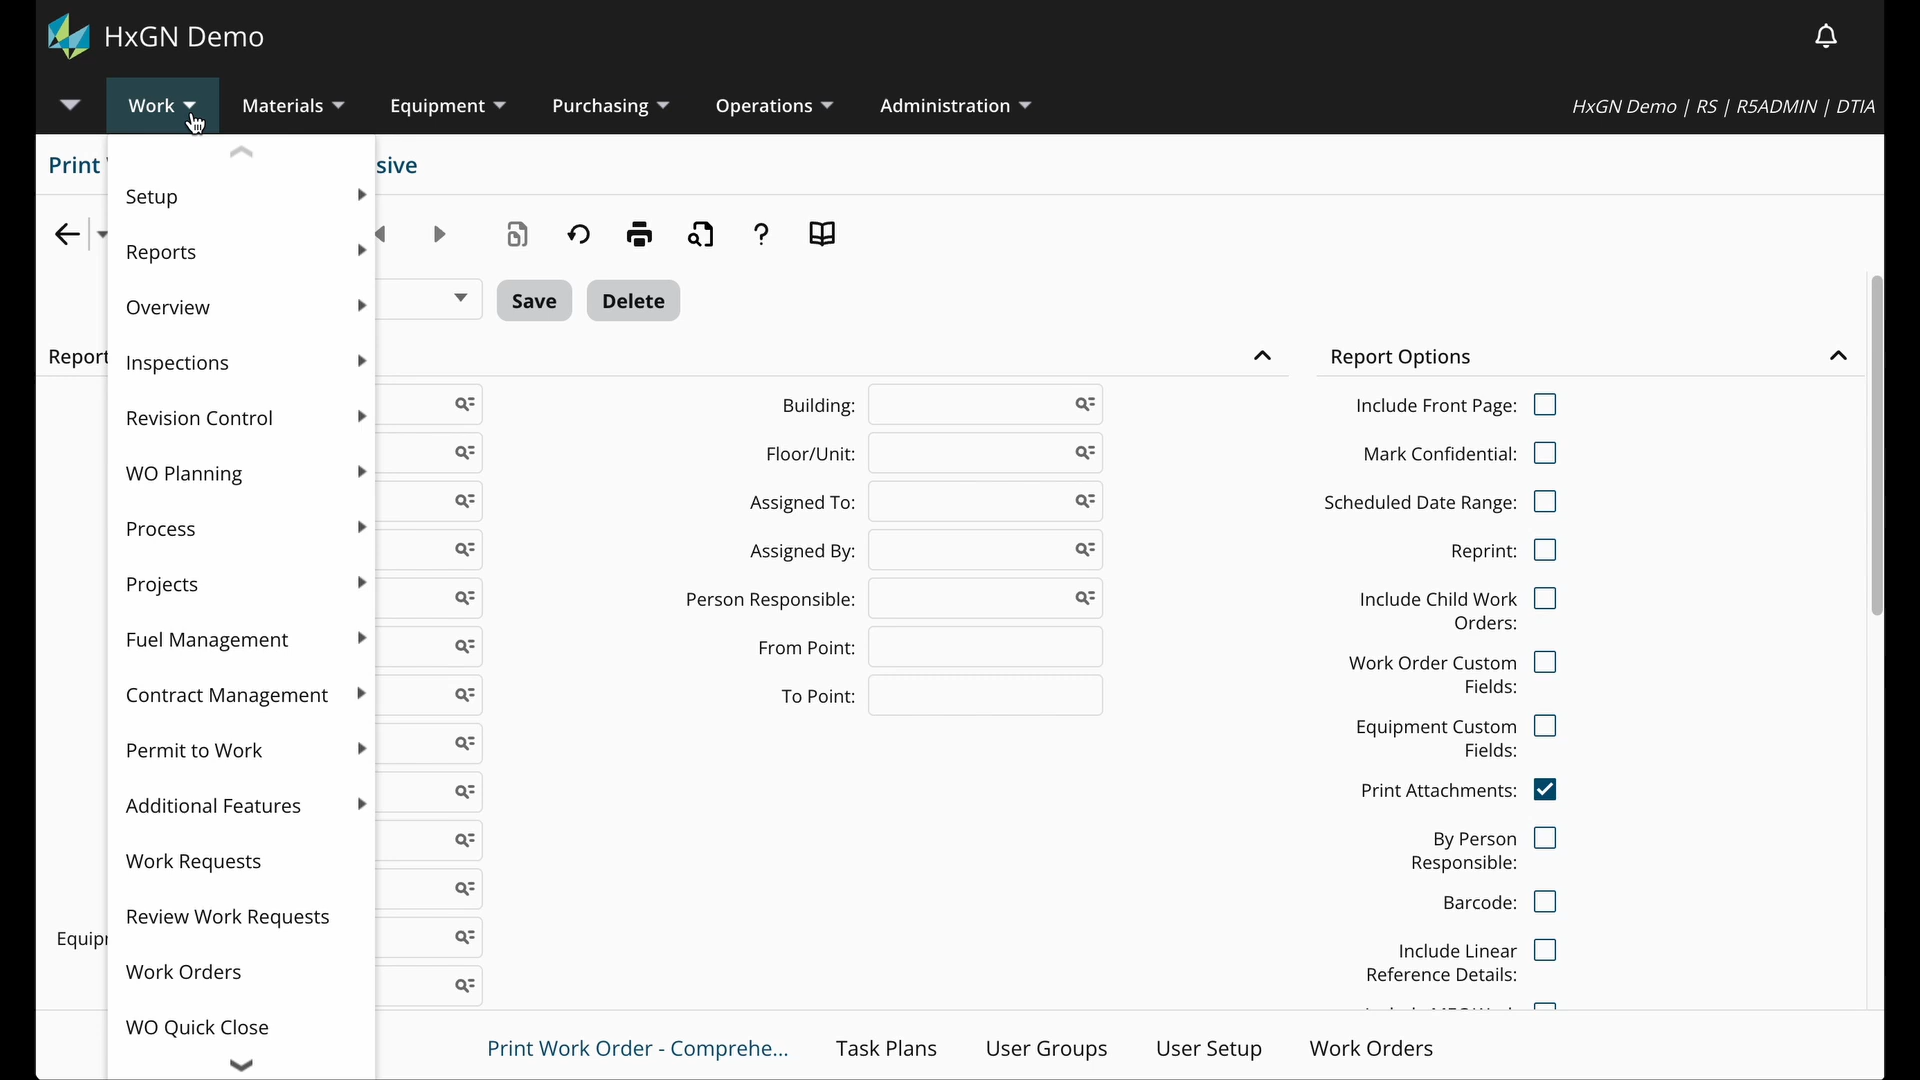 HxGN Demo
Work
Materials
Equipment
Purchasing
Operations
Administration
HxGN Demo | RS | R5ADMIN | DTIA
Print
sive
Setup
Reports
Overview
Inspections
Revision Control
WO Planning
Process
Projects
Fuel Management
Contract Management
Permit to Work
Additional Features
Work Requests
Review Work Requests
Work Orders
WO Quick Close
?
Save
Delete
Report
Building:
Floor/Unit:
Assigned To:
Assigned By:
Person Responsible:
From Point:
To Point:
Report Options
Include Front Page:
Mark Confidential:
Scheduled Date Range:
Reprint:
Include Child Work
Orders:
Work Order Custom
Fields:
Equipment Custom
Fields:
Print Attachments:
By Person
Responsible:
Barcode:
Include Linear
Reference Details:
Print Work Order - Comprehe...
Task Plans
User Groups
User Setup
Work Orders